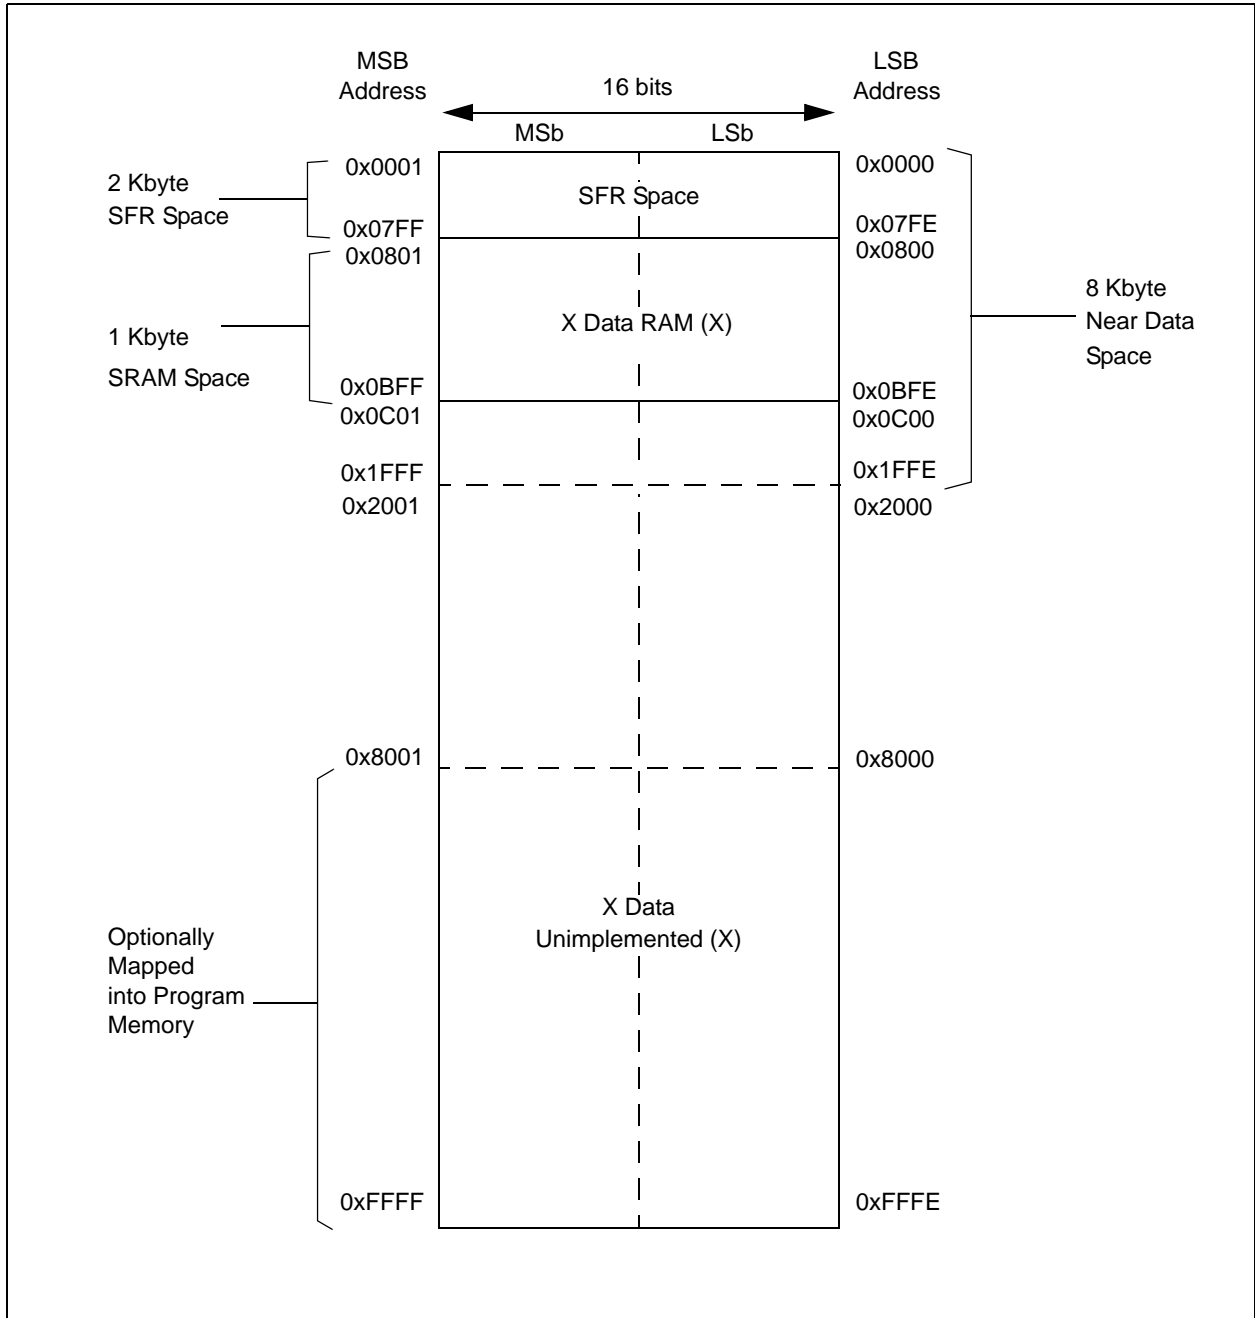 MSB
Address
LSB
Address
16 bits
MSb
LSb
0x0001
0x0000
2 Kbyte
SFR Space
SFR Space
0x07FF
0x07FE
0x0801
0x0800
8 Kbyte
Near Data
Space
X Data RAM (X)
1 Kbyte
SRAM Space
0x0BFF
0x0BFE
0x0C01
0x0C00
0x1FFF
0x1FFE
0x2001
0x2000
0x8001
0x8000
X Data
Unimplemented (X)
Optionally
Mapped
into Program
Memory
0xFFFF
0xFFFE